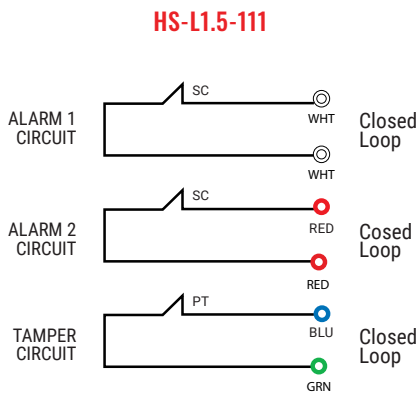 HS-L1.5-111
SC
ALARM 1
CIRCUIT
WHT
Closed
Loop
WHT
SC
ALARM 2
CIRCUIT
RED
Cosed
Loop
RED
PT
TAMPER
CIRCUIT
BLU
Closed
Loop
GRN